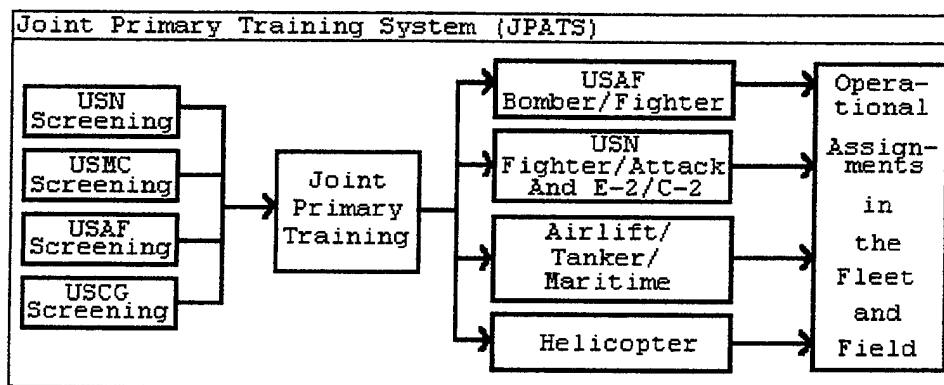 Joint Primary Training System (JPATS)
USN
Screening
USMC
Screening
USAF
Screening
USCG
Screening
Joint
Primary
Training
USAF
Bomber/Fighter
USN
Fighter/Attack
And E-2/C-2
Airlift/
Tanker/
Maritime
Helicopter
Opera-
tional
Assign-
ments
in
the
Fleet
and
Field